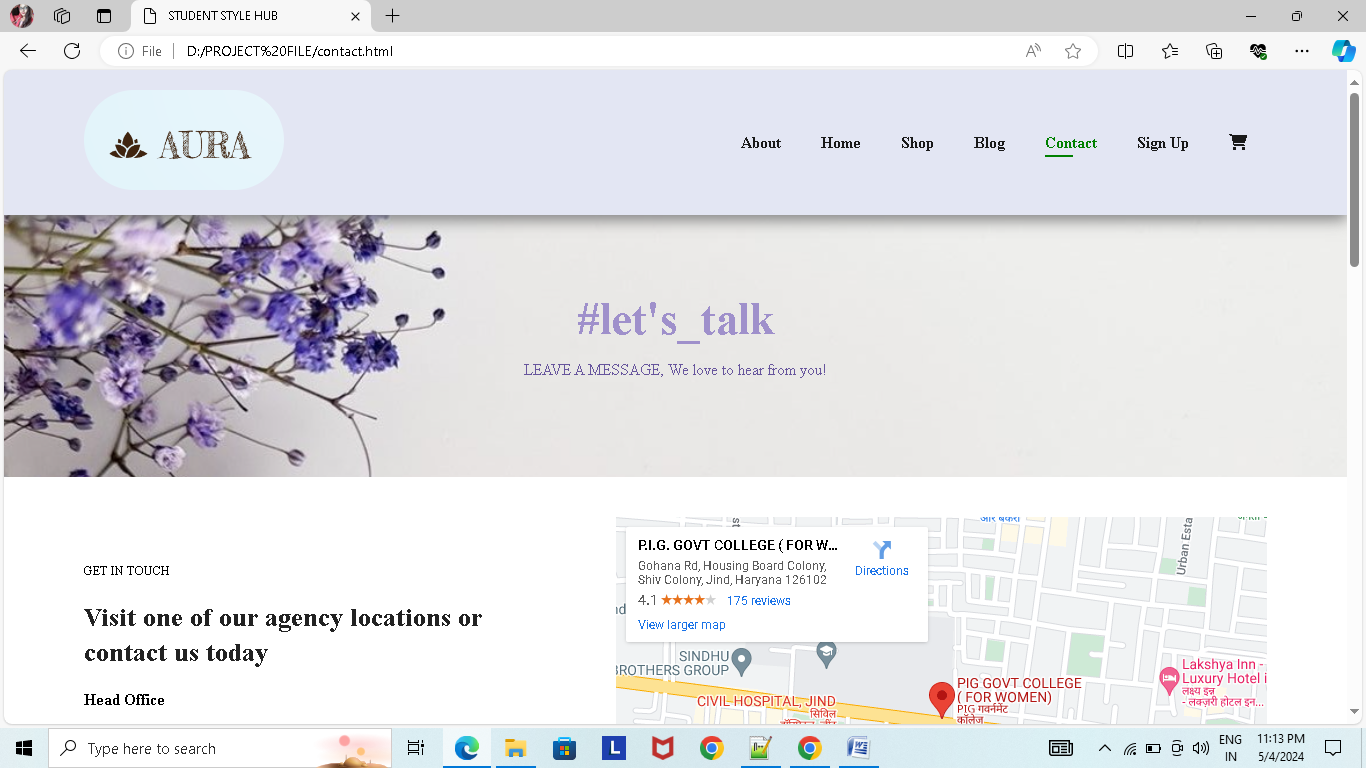 STUDENT STYLE HUB
File
D:/PROJECT%20FILE/contact.html
AURA
About Home Shop Blog Contact Sign Up
#let's_talk
LEAVE A MESSAGE, We love to hear from you!
GET IN TOUCH
Visit one of our agency locations or
contact us today
Head Office
P.I.G. GOVT COLLEGE ( FOR W...
Gohana Rd, Housing Board Colony,
Shiv Colony, Jind, Haryana 126102
4.1 175 reviews
View larger map
Directions
Urban Esta
SINDHU
BROTHERS GROUP
CIVIL HOSPITAL, JIND
सिविल
PIG GOVT COLLEGE
( FOR WOMEN)
PIG गवर्नमेंट
कॉलेज
Lakshya Inn -
Luxury Hotel i
लक्ष्य इन्न
- लक्ज़री होटल इन...
Type here to search
L
W
ENG
IN
11:13 PM
5/4/2024